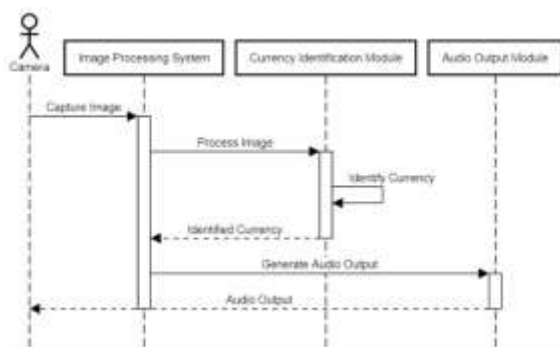 Camera
Image Processing System
Currency Identification Module
Audio Output Module
Capture Image
Process Image
Identify Currency
Identified Currency
Generate Audio Output
Audio Output